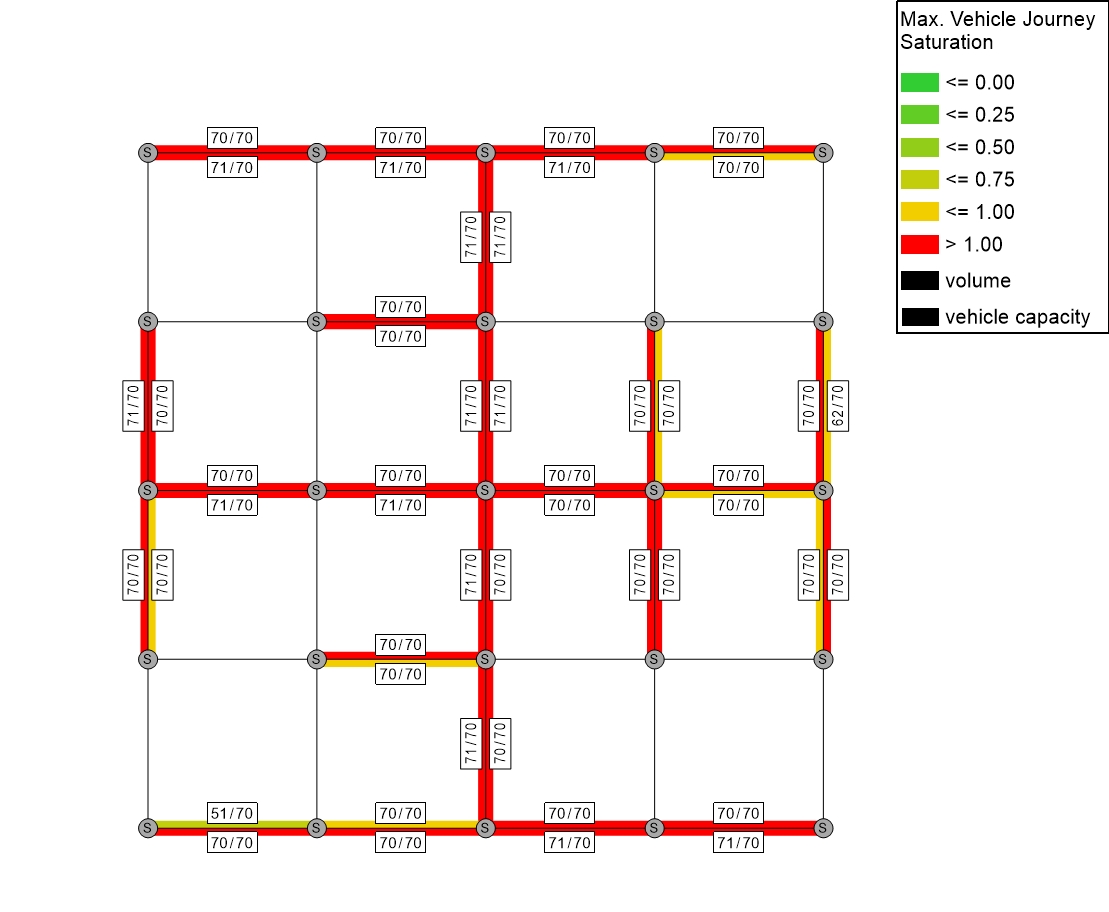 Max. Vehicle Journey
Saturation
<= 0.00
<= 0.25
<= 0.50
<= 0.75
<= 1.00
> 1.00
volume
vehicle capacity
70/70 70/70 70/70 70/70
S S S S S
71/70 71/70 71/70 70/70
71/70 71/70
70/70
S S S S S
70/70
71/70 70/70 71/70 71/70 70/70 70/70 70/70 62/70
70/70 70/70 70/70 70/70
S S S S S
71/70 71/70 70/70 70/70
70/70 70/70 71/70 70/70 70/70 70/70 70/70 70/70
70/70
S S S S S
70/70
71/70 70/70
51/70 70/70 70/70 70/70
S S S S S
70/70 70/70 71/70 71/70